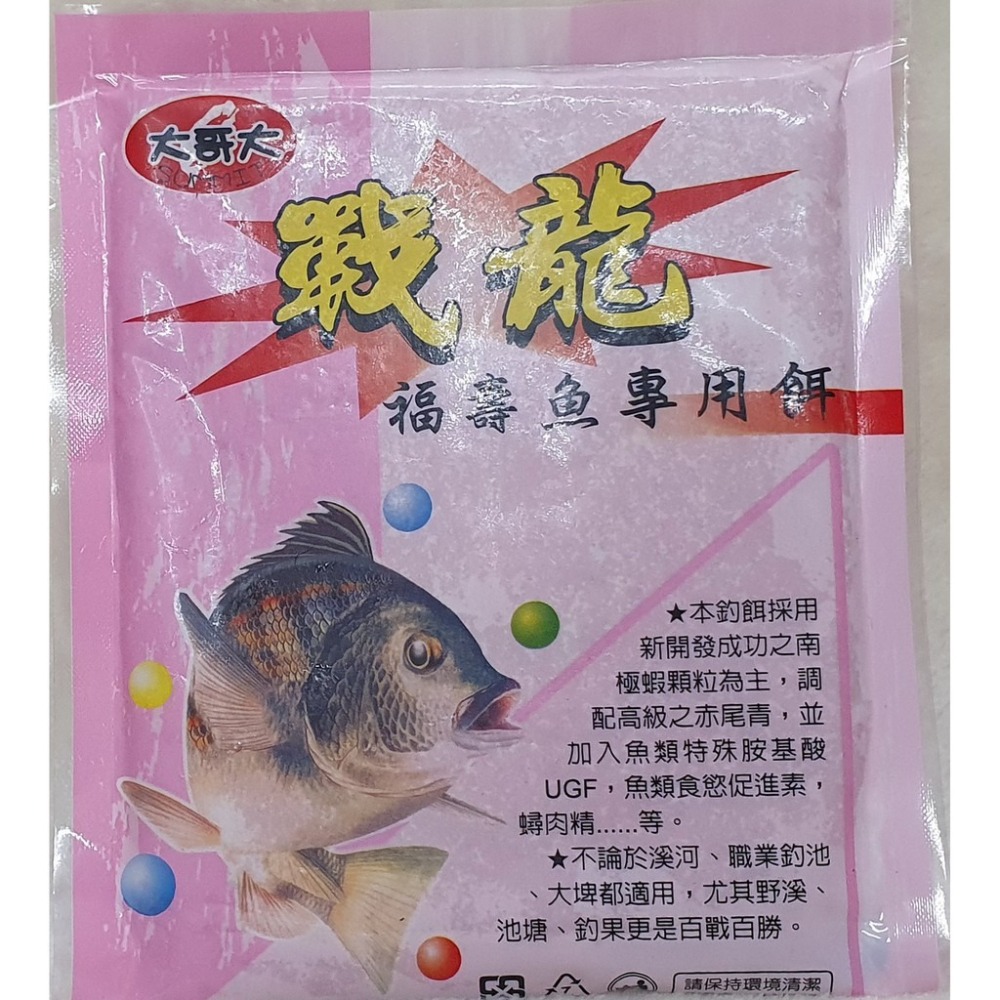 大哥大
SUMMIT
戰龍
福壽魚專用餌
★本釣餌採用
新開發成功之南
極蝦顆粒為主，調
配高級之赤尾青，並
加入魚類特殊胺基酸
UGF，魚類食慾促進素，
蟳肉精......等。
★不論於溪河、職業釣池
、大埤都適用，尤其野溪、
池塘、釣果更是百戰百勝。
請保持環境清潔